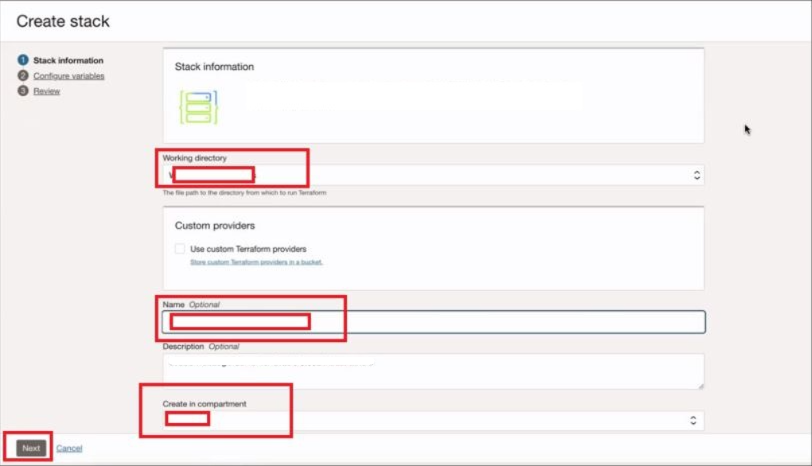 Create stack
1 Stack information
2 Configure variables
3 Review
Stack information
Working directory
The file path to the directory from which to run Terraform
Custom providers
Use custom Terraform providers
Store custom Terraform providers in a bucket.
Name Optional
Description Optional
Create in compartment
Next
Cancel